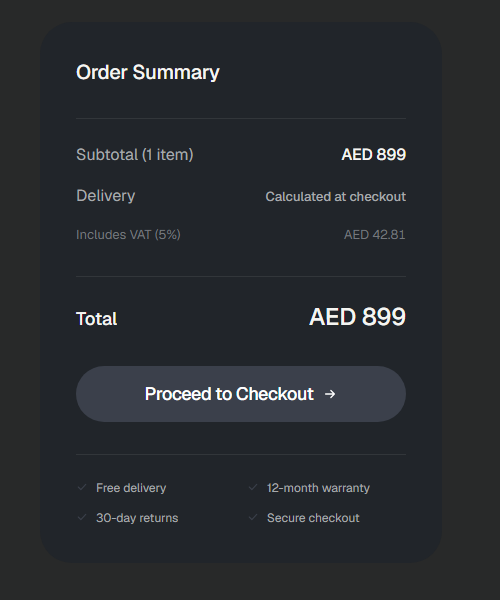 Order Summary
Subtotal (1 item) AED 899
Delivery Calculated at checkout
Includes VAT (5%) AED 42.81
Total AED 899
Proceed to Checkout →
✓ Free delivery ✓ 12-month warranty
✓ 30-day returns ✓ Secure checkout